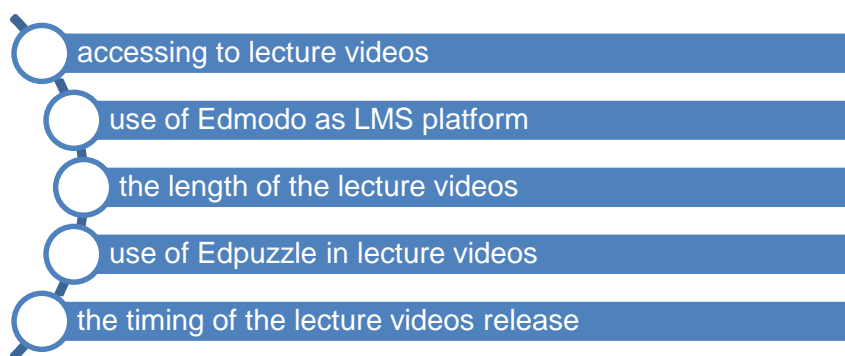 accessing to lecture videos
use of Edmodo as LMS platform
the length of the lecture videos
use of Edpuzzle in lecture videos
the timing of the lecture videos release